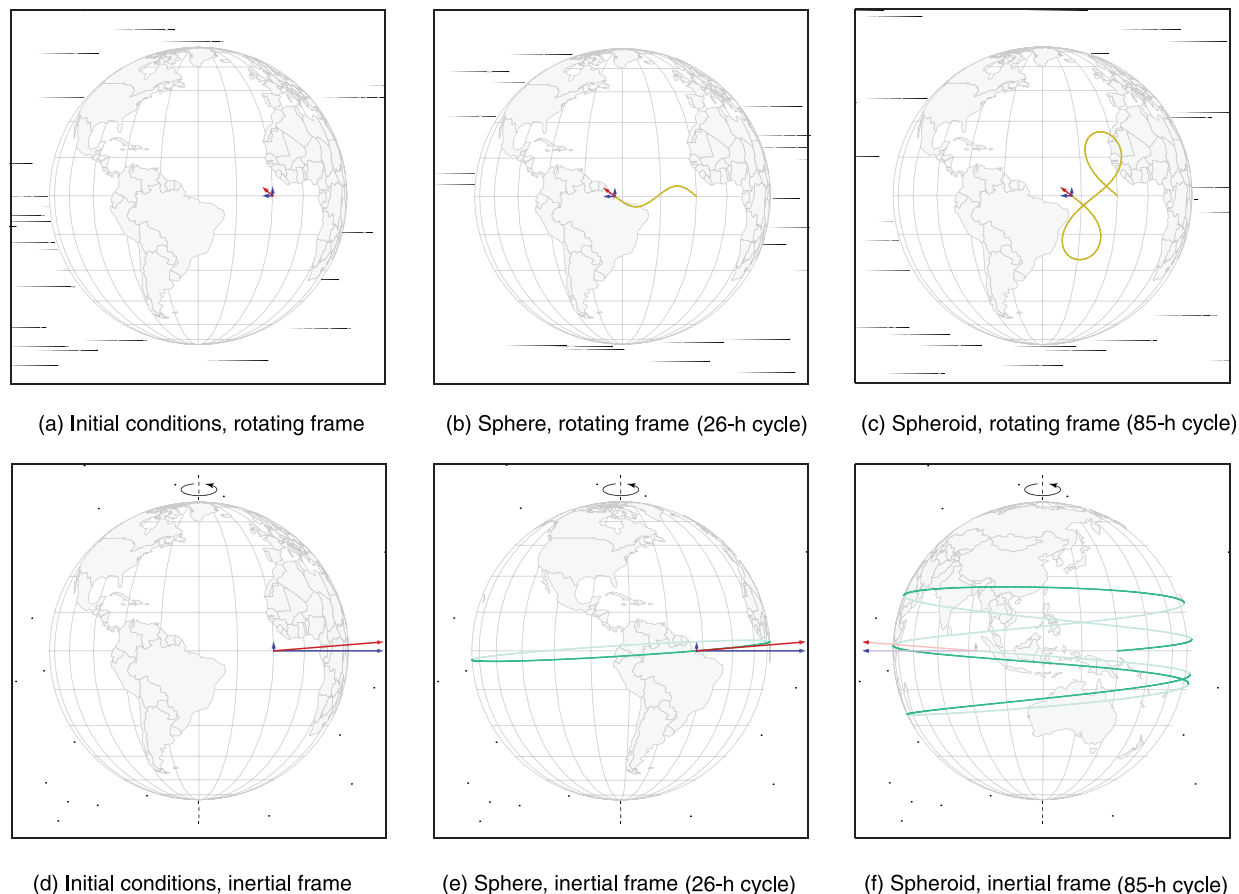 (a) Initial conditions, rotating frame
(b) Sphere, rotating frame (26-h cycle)
(c) Spheroid, rotating frame (85-h cycle)
(d) Initial conditions, inertial frame
(e) Sphere, inertial frame (26-h cycle)
(f) Spheroid, inertial frame (85-h cycle)